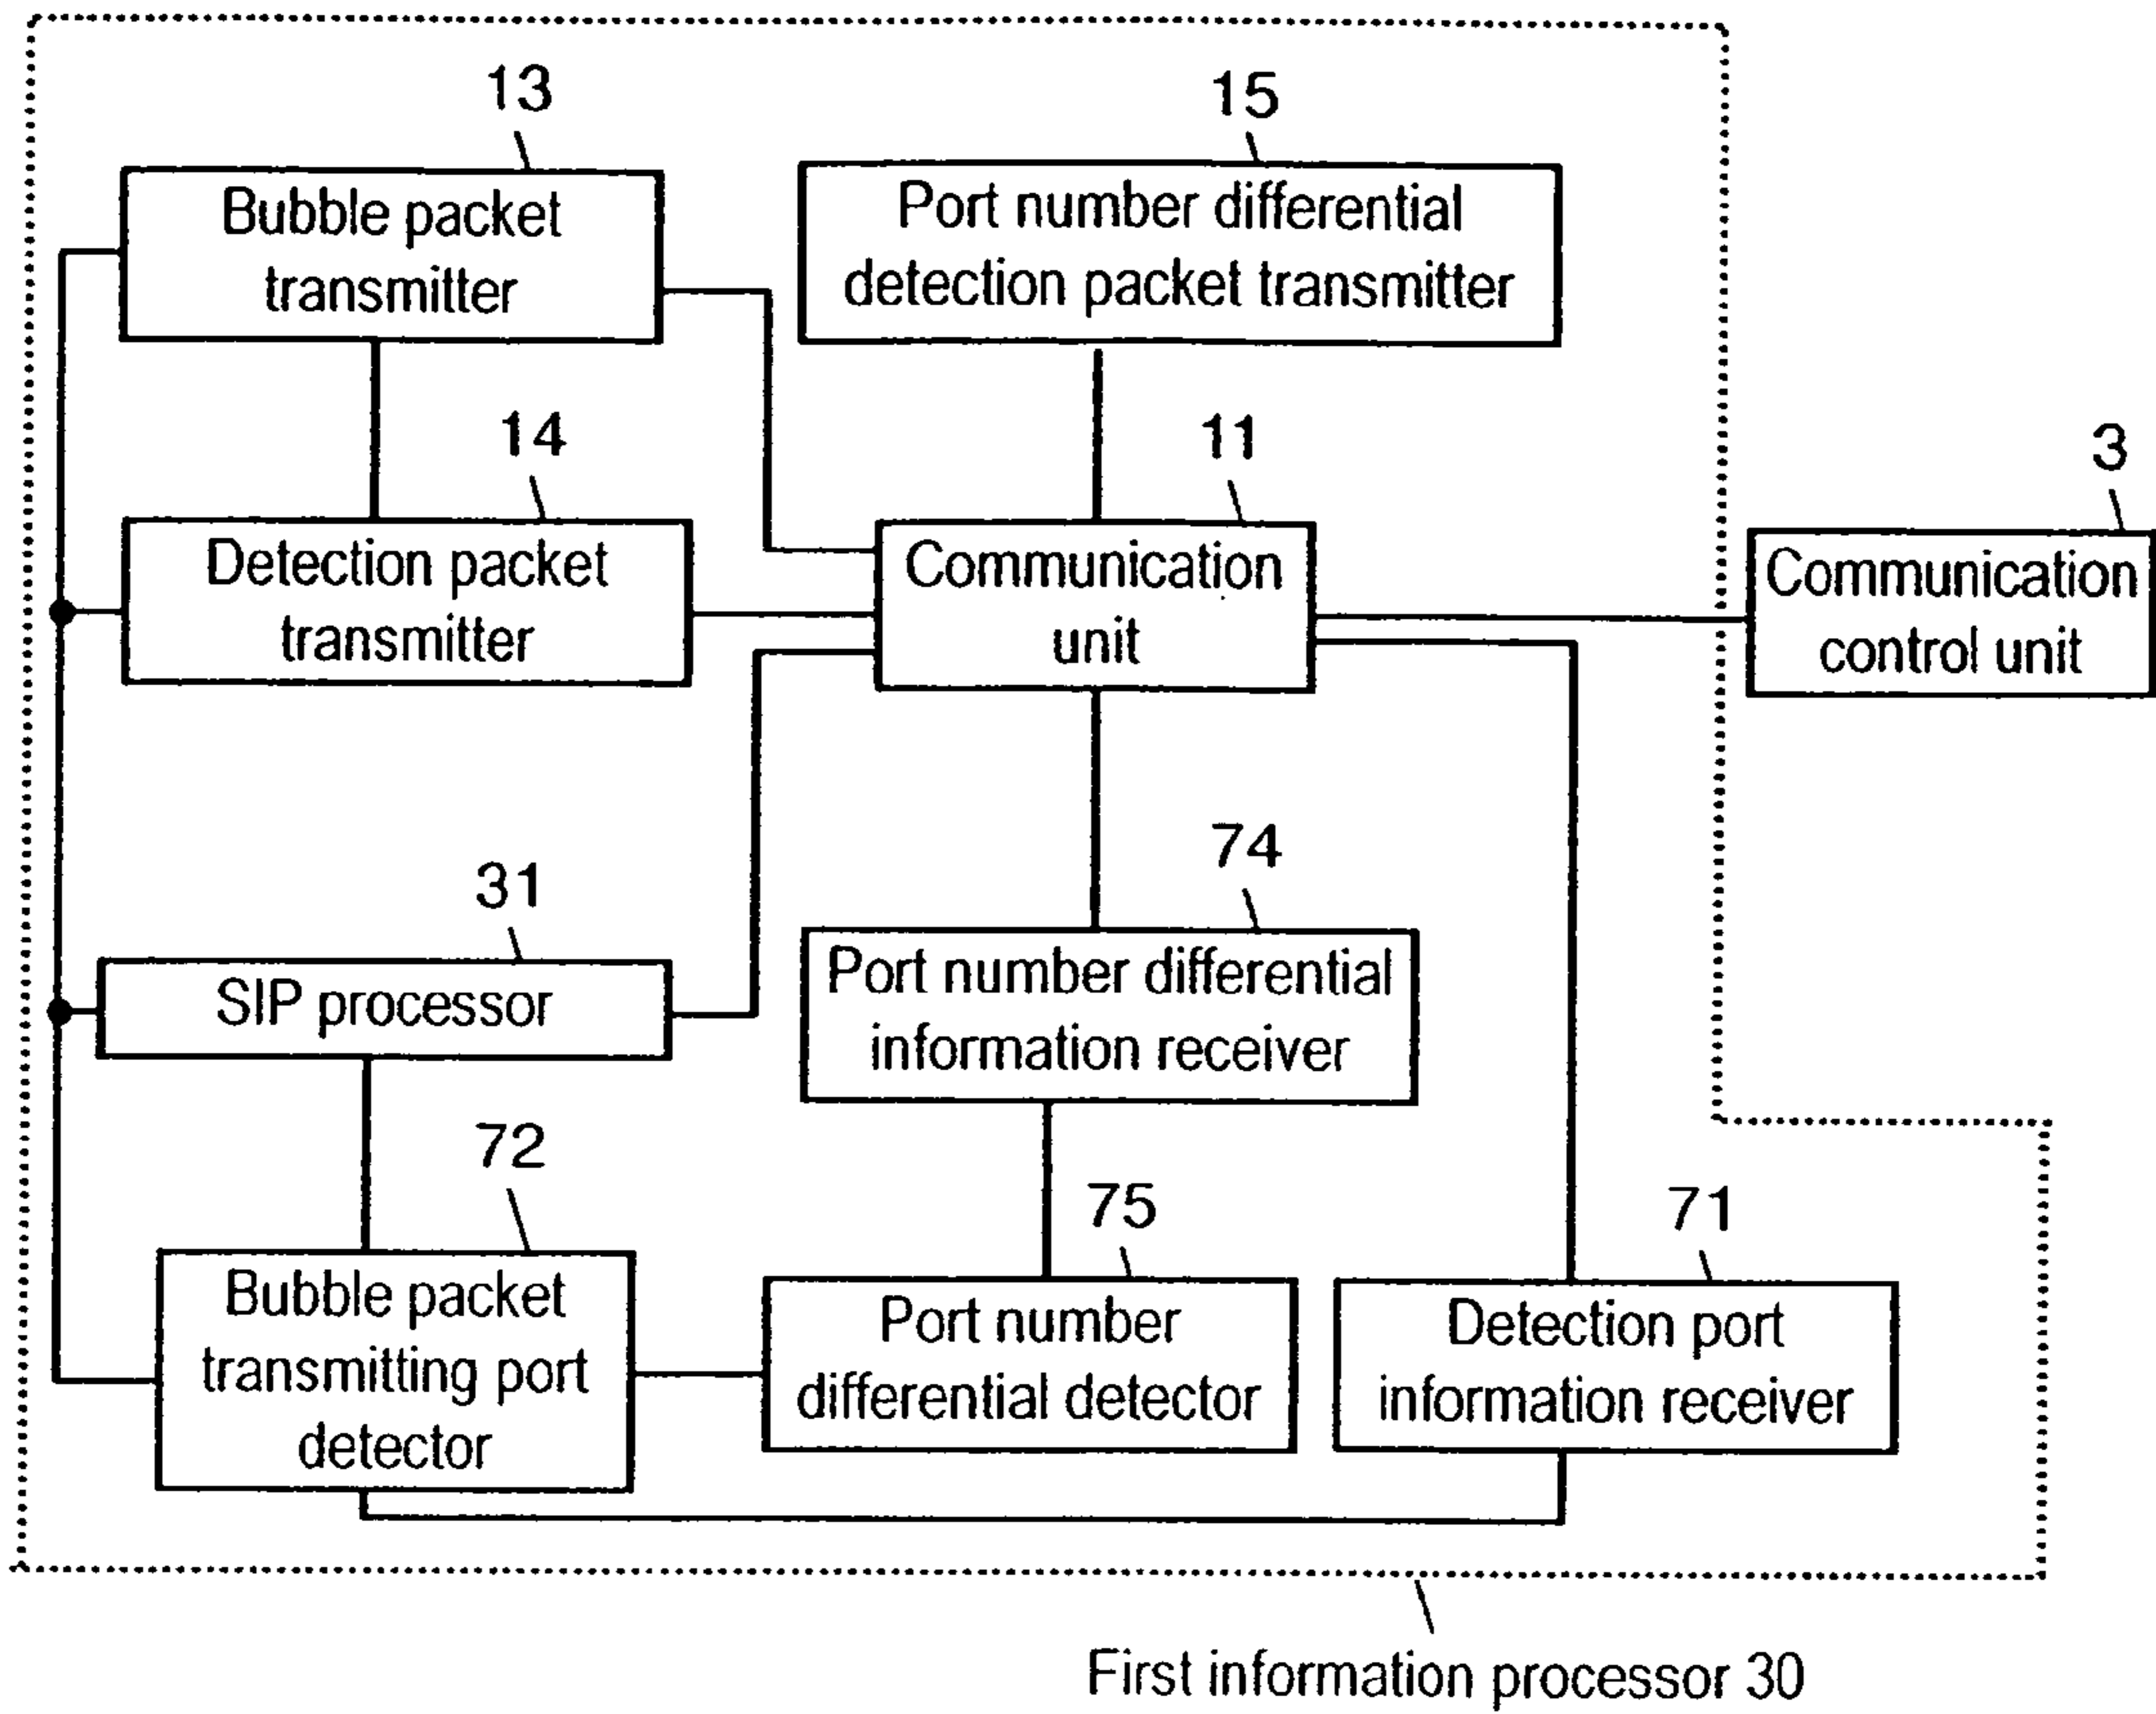 13
Bubble packet
transmitter
15
Port number differential
detection packet transmitter
14
Detection packet
transmitter
11
Communication
unit
3
Communication
control unit
31
SIP processor
74
Port number differential
information receiver
72
Bubble packet
transmitting port
detector
75
Port number
differential detector
71
Detection port
information receiver
First information processor 30